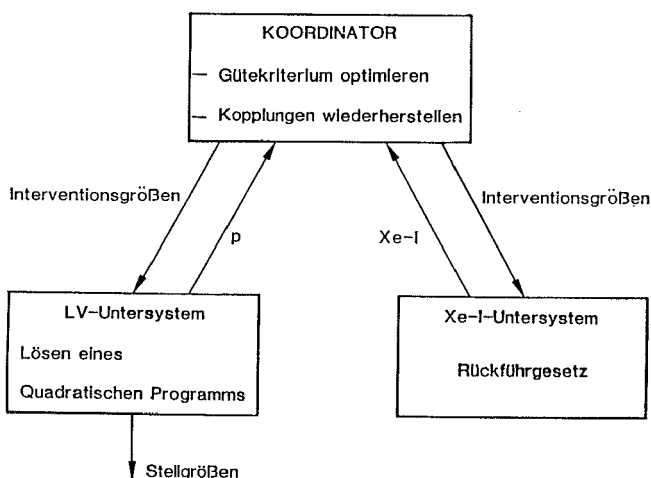 KOORDINATOR
— Gütekriterium optimieren
— Kopplungen wiederherstellen
Interventionsgrößen
Interventionsgrößen
p
Xe-I
LV-Untersystem
Lösen eines
Quadratischen Programms
Xe-I-Untersystem
Rückführgesetz
Stellgrößen